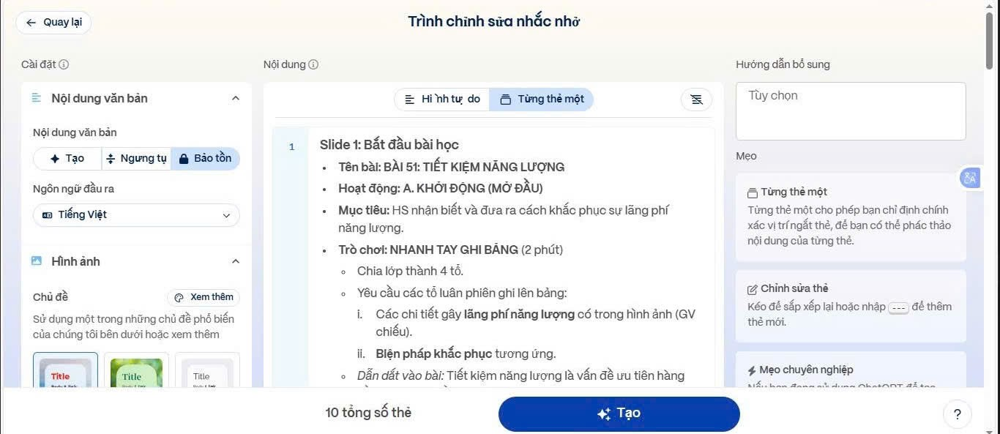 Quay lại
Trình chỉnh sửa nhắc nhở
Cài đặt
Nội dung
Hướng dẫn bổ sung
Nội dung văn bản
Nội dung văn bản
Tạo
Ngưng tụ
Bảo tồn
Ngôn ngữ đầu ra
Tiếng Việt
Hình ảnh
Chủ đề
Xem thêm
Sử dụng một trong những chủ đề phổ biến
của chúng tôi bên dưới hoặc xem thêm
Title
Title
Title
Hình tự do
Từng thẻ một
1
Slide 1: Bắt đầu bài học
• Tên bài: BÀI 51: TIẾT KIỆM NĂNG LƯỢNG
• Hoạt động: A. KHỞI ĐỘNG (MỞ ĐẦU)
• Mục tiêu: HS nhận biết và đưa ra cách khắc phục sự lãng phí
năng lượng.
• Trò chơi: NHANH TAY GHI BẢNG (2 phút)
◦ Chia lớp thành 4 tổ.
◦ Yêu cầu các tổ luân phiên ghi lên bảng:
i. Các chi tiết gây lãng phí năng lượng có trong hình ảnh (GV
chiếu).
ii. Biện pháp khắc phục tương ứng.
◦ Dẫn dắt vào bài: Tiết kiệm năng lượng là vấn đề ưu tiên hàng
Tùy chọn
Mẹo
Từng thẻ một
Từng thẻ một cho phép bạn chỉ định chính
xác vị trí ngắt thẻ, để bạn có thể phác thảo
nội dung của từng thẻ.
Chỉnh sửa thẻ
Kéo để sắp xếp lại hoặc nhập --- để thêm
thẻ mới.
Mẹo chuyên nghiệp
10 tổng số thẻ
Tạo
?